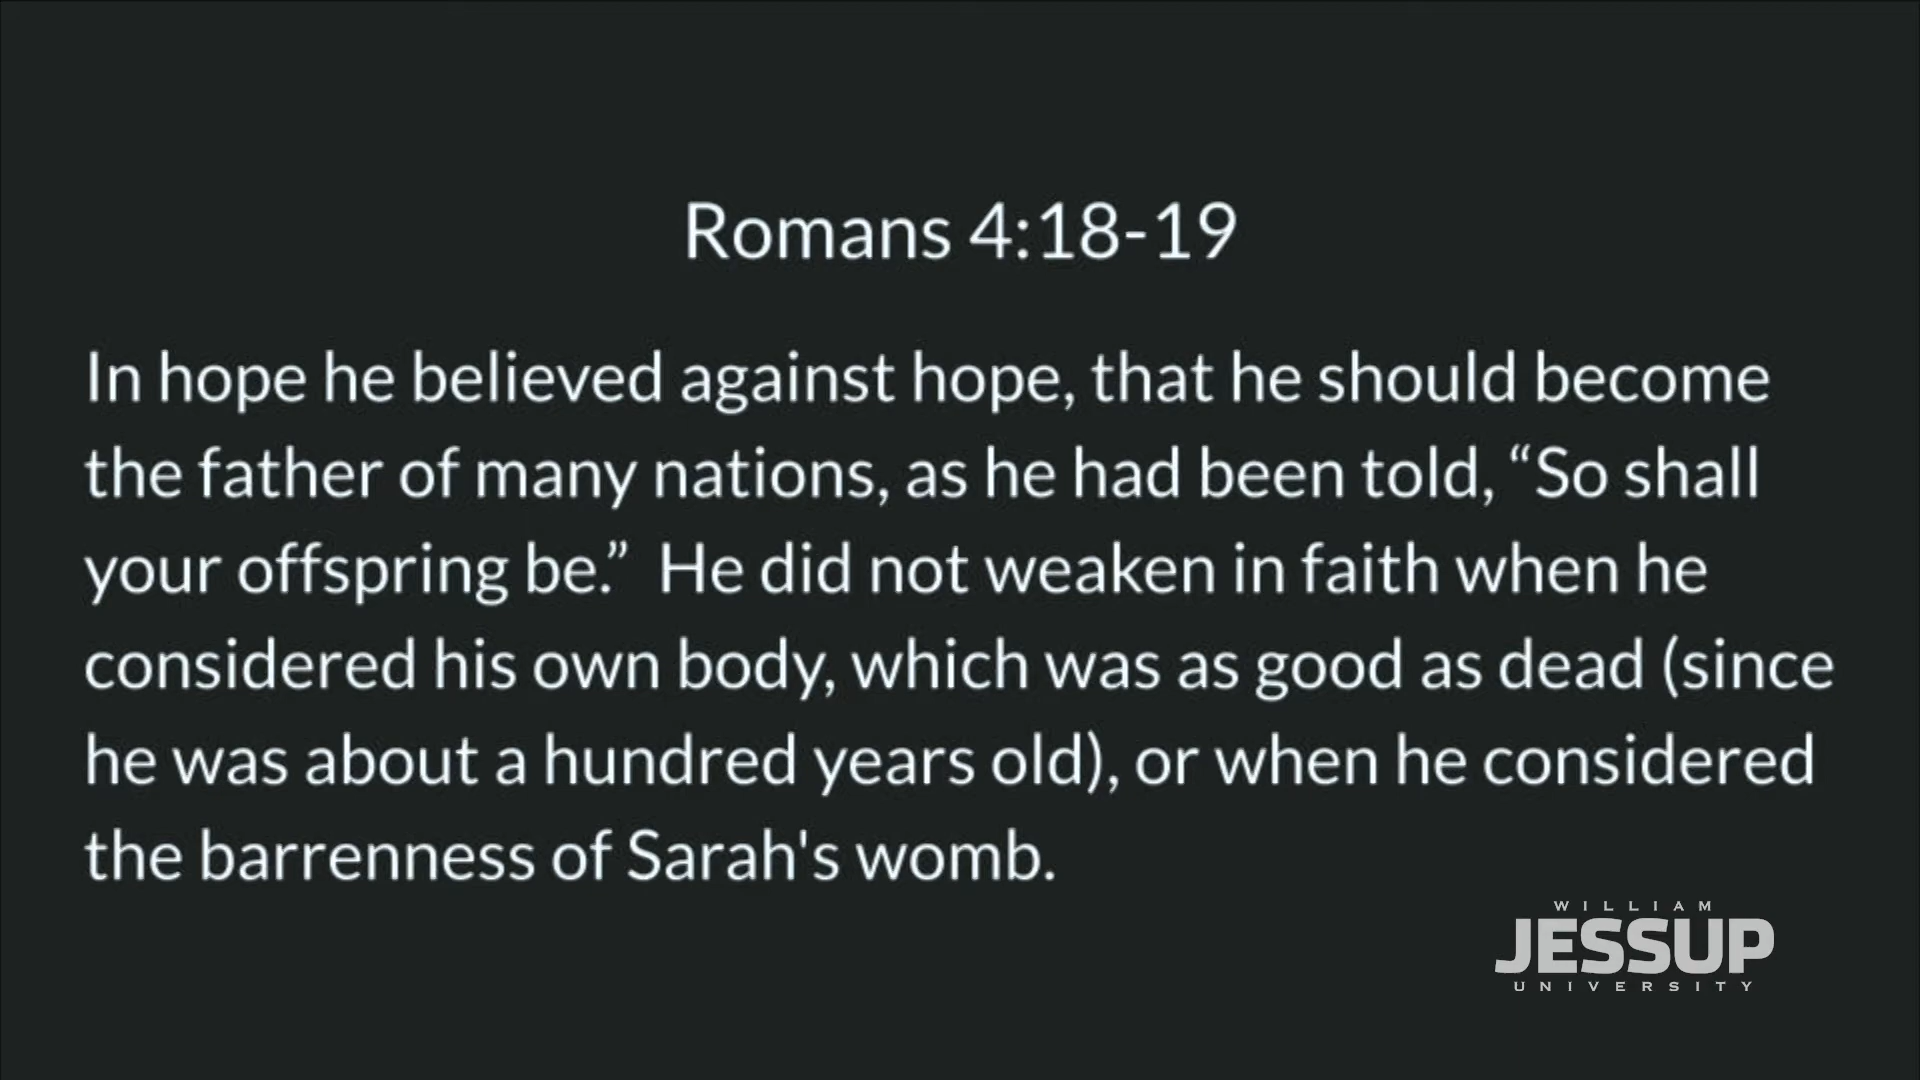 Romans 4:18-19
In hope he believed against hope, that he should become
the father of many nations, as he had been told, “So shall
your offspring be.”  He did not weaken in faith when he
considered his own body, which was as good as dead (since
he was about a hundred years old), or when he considered
the barrenness of Sarah's womb.
WILLIAM
JESSUP
UNIVERSITY